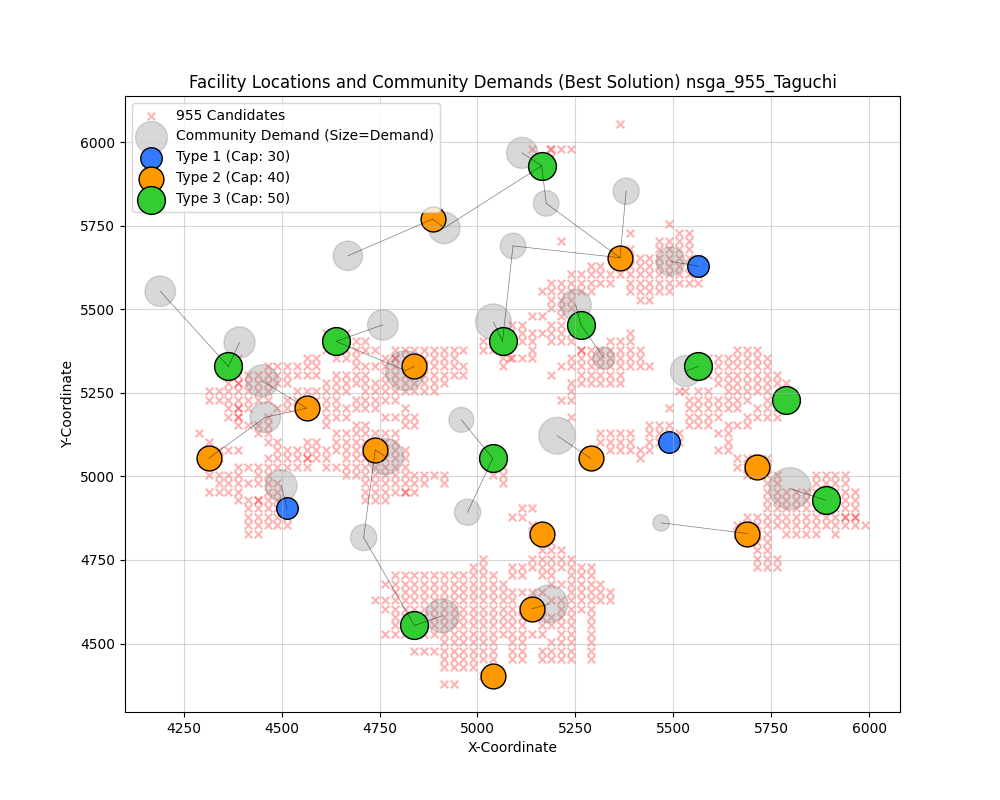 Facility Locations and Community Demands (Best Solution) nsga_955_Taguchi
955 Candidates
Community Demand (Size=Demand)
Type 1 (Cap: 30)
Type 2 (Cap: 40)
Type 3 (Cap: 50)
Y-Coordinate
6000
5750
5500
5250
5000
4750
4500
4250 4500 4750 5000 5250 5500 5750 6000
X-Coordinate